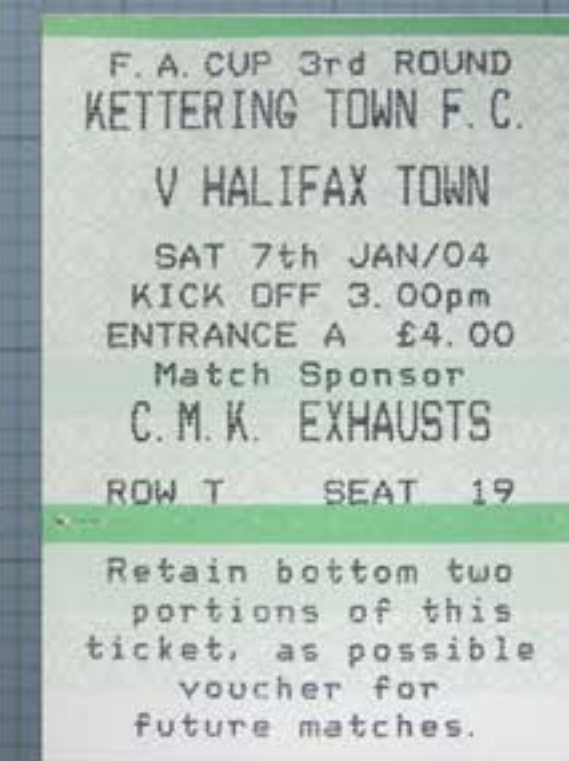 F.A.CUP 3rd ROUND
KETTERING TOWN F.C.
V HALIFAX TOWN
SAT 7th JAN/04
KICK OFF 3.00pm
ENTRANCE A £4.00
Match Sponsor
C.M.K. EXHAUSTS
ROW T SEAT 19
Retain bottom two
portions of this
ticket, as possible
voucher for
future matches.